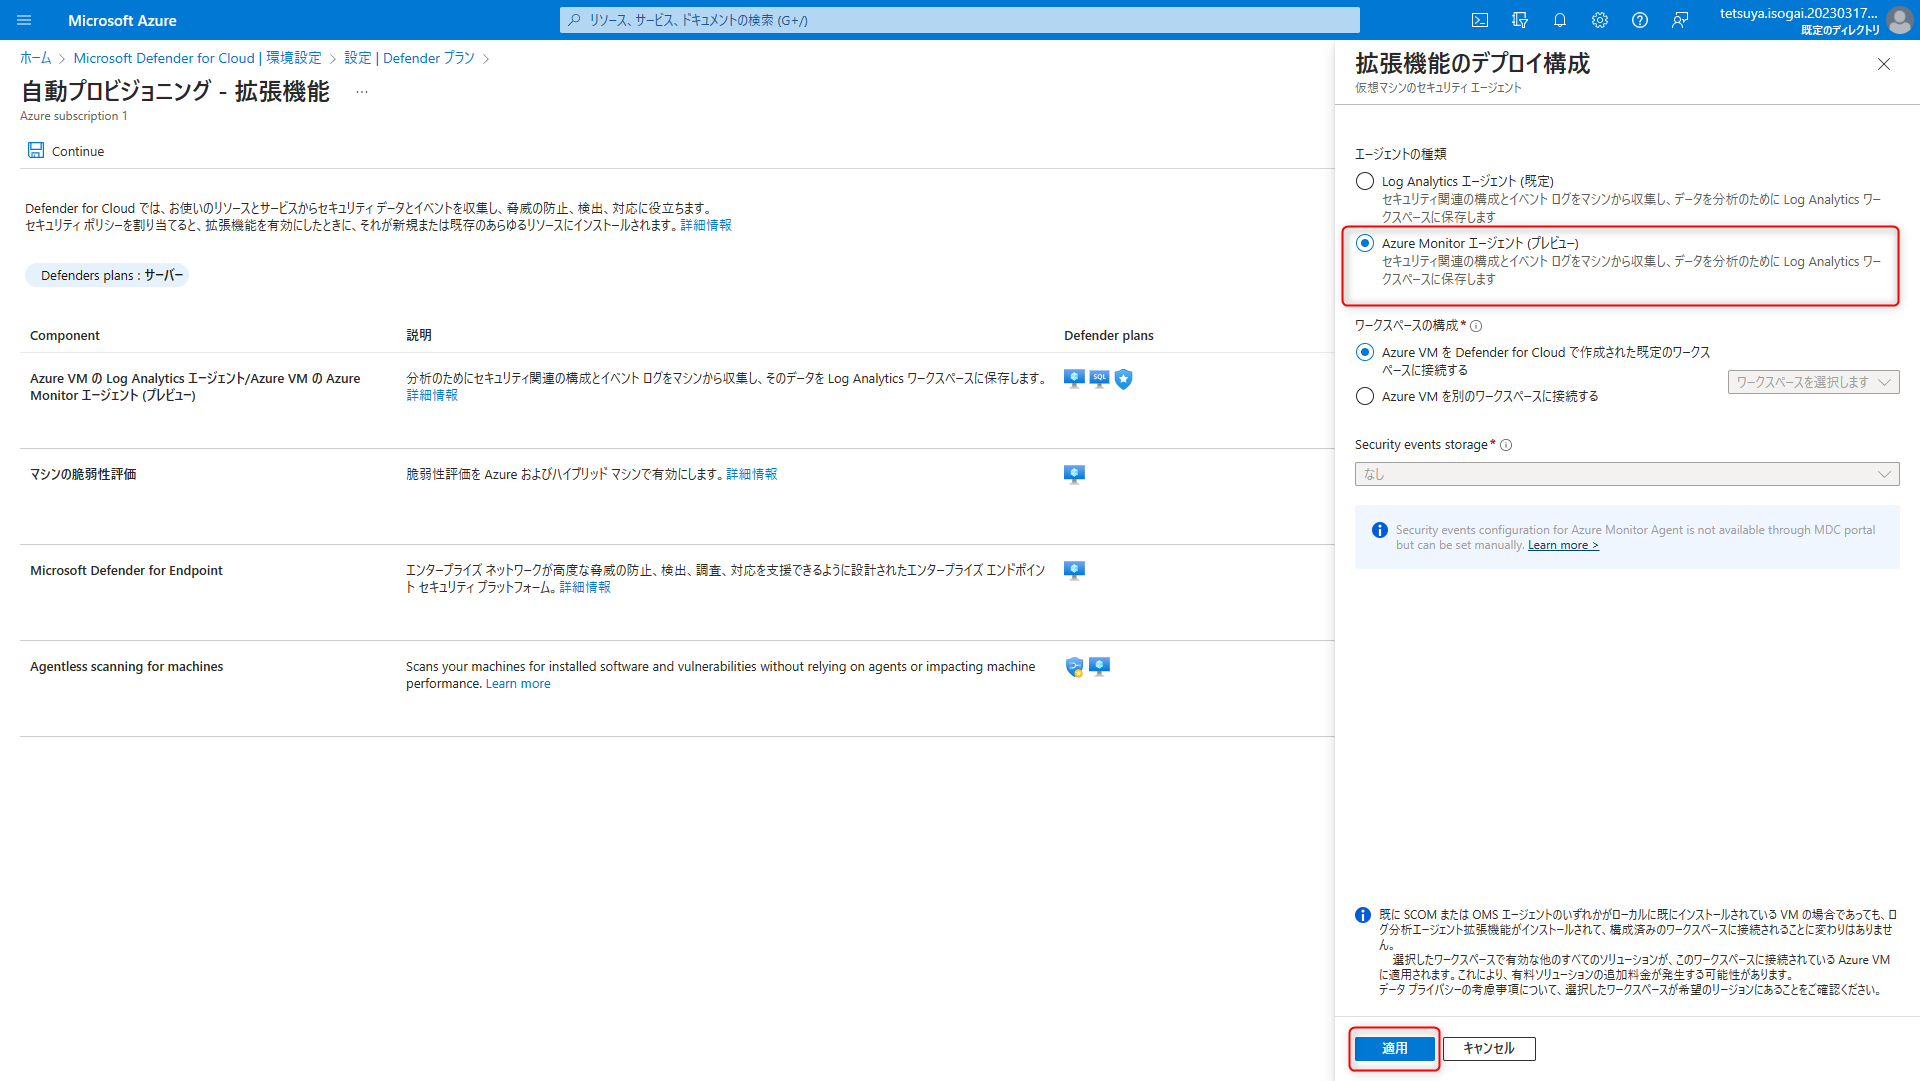 Microsoft Azure
リソース、サービス、ドキュメントの検索 (G+/)
tetsuya.isogai.20230317...
既定のディレクトリ
ホーム > Microsoft Defender for Cloud | 環境設定 > 設定 | Defender プラン >
自動プロビジョニング - 拡張機能 ...
Azure subscription 1
Continue
Defender for Cloud では、お使いのリソースとサービスからセキュリティ データとイベントを収集し、脅威の防止、検出、対応に役立ちます。
セキュリティ ポリシーを割り当てると、拡張機能を有効にしたときに、それが新規または既存のあらゆるリソースにインストールされます。詳細情報
Defenders plans : サーバー
Component 説明 Defender plans
Azure VM の Log Analytics エージェント/Azure VM の Azure
Monitor エージェント (プレビュー)
分析のためにセキュリティ関連の構成とイベント ログをマシンから収集し、そのデータを Log Analytics ワークスペースに保存します。
詳細情報
SQL
マシンの脆弱性評価
脆弱性評価を Azure およびハイブリッド マシンで有効にします。詳細情報
Microsoft Defender for Endpoint
エンタープライズ ネットワークが高度な脅威の防止、検出、調査、対応を支援できるように設計されたエンタープライズ エンドポイン
ト セキュリティ プラットフォーム。詳細情報
Agentless scanning for machines
Scans your machines for installed software and vulnerabilities without relying on agents or impacting machine
performance. Learn more
拡張機能のデプロイ構成
仮想マシンのセキュリティ エージェント
エージェントの種類
Log Analytics エージェント (既定)
セキュリティ関連の構成とイベント ログをマシンから収集し、データを分析のために Log Analytics ワー
クスペースに保存します
Azure Monitor エージェント (プレビュー)
セキュリティ関連の構成とイベント ログをマシンから収集し、データを分析のために Log Analytics ワー
クスペースに保存します
ワークスペースの構成*
Azure VM を Defender for Cloud で作成された既定のワークス
ペースに接続する
Azure VM を別のワークスペースに接続する
ワークスペースを選択します
Security events storage*
なし
Security events configuration for Azure Monitor Agent is not available through MDC portal
but can be set manually. Learn more >
既に SCOM または OMS エージェントのいずれかがローカルに既にインストールされている VM の場合であっても、ロ
グ分析エージェント拡張機能がインストールされて、構成済みのワークスペースに接続されることに変わりはありませ
ん。
選択したワークスペースで有効な他のすべてのソリューションが、このワークスペースに接続されている Azure VM
に適用されます。これにより、有料ソリューションの追加料金が発生する可能性があります。
データ プライバシーの考慮事項について、選択したワークスペースが希望のリージョンにあることをご確認ください。
適用
キャンセル